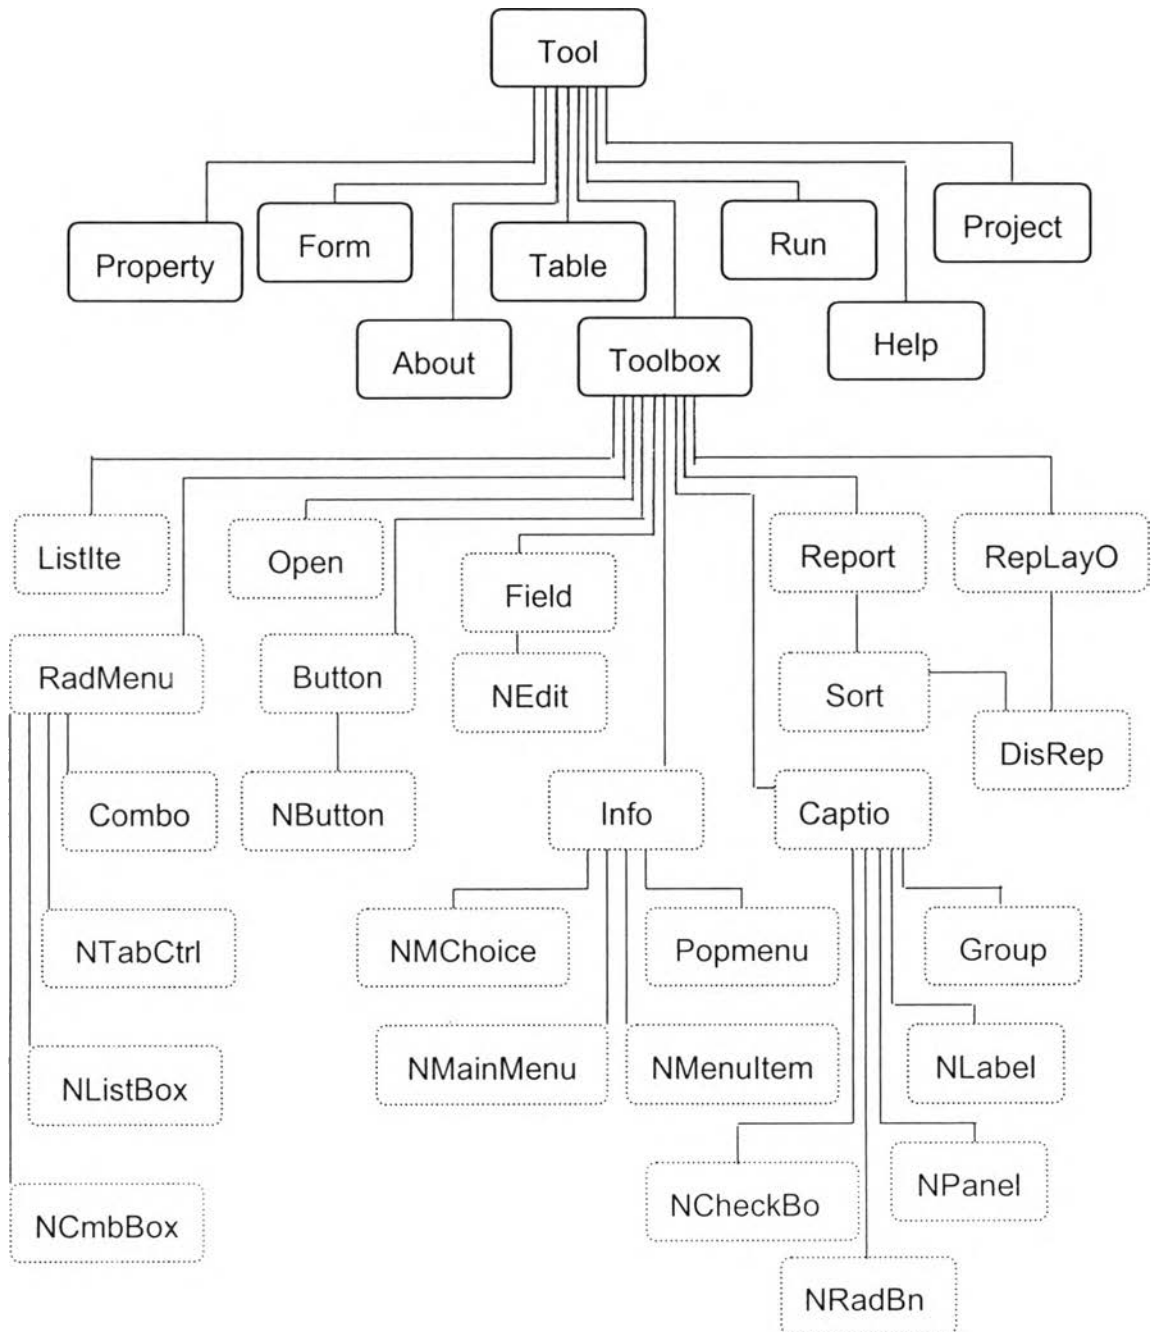 Tool
Project
Form
Run
Property
Table
Help
About
Toolbox
ListIte
Open
Report
RepLayO
Field
RadMenu
Button
NEdit
Sort
DisRep
Combo
NButton
Info
Captio
NTabCtrl
NMChoice
Popmenu
Group
NListBox
NMainMenu
NMenuItem
NLabel
NCheckBo
NPanel
NCmbBox
NRadBn